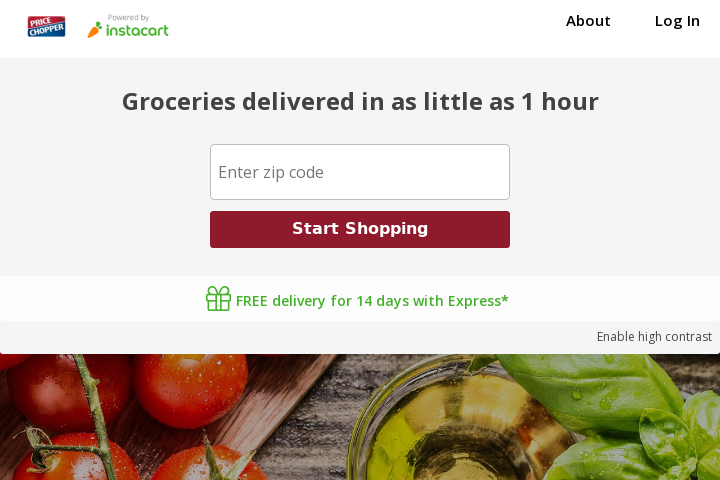 PRICE
CHOPPER
Powered by
instacart
About
Log In
Groceries delivered in as little as 1 hour
Enter zip code
Start Shopping
FREE delivery for 14 days with Express*
Enable high contrast